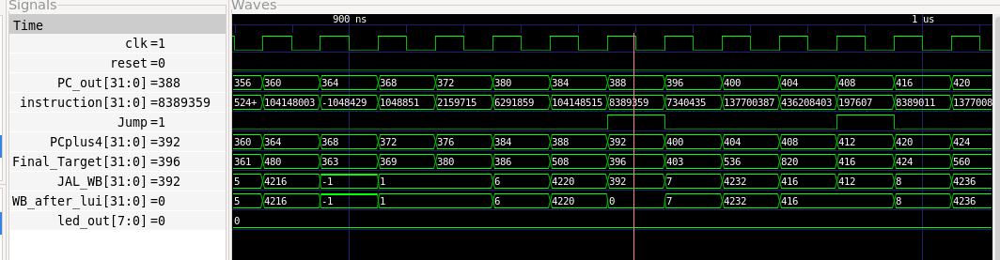 Signals Waves
Time 900 ns 1 us
clk=1
reset=0
PC_out[31:0]=388 356 360 364 368 372 380 384 388 396 400 404 408 416 420
instruction[31:0]=8389359 524+ 104148003 -1048429 1048851 2159715 6291859 104148515 8389359 7340435 137700387 436208403 197607 8389011 137700
Jump=1
PCplus4[31:0]=392 360 364 368 372 376 384 388 392 400 404 408 412 420 424
Final_Target[31:0]=396 361 480 363 369 380 386 508 396 403 536 820 416 424 560
JAL_WB[31:0]=392 5 4216 -1 1 6 4220 392 7 4232 416 412 8 4236
WB_after_lui[31:0]=0 5 4216 -1 1 6 4220 0 7 4232 416 8 4236
led_out[7:0]=0 0